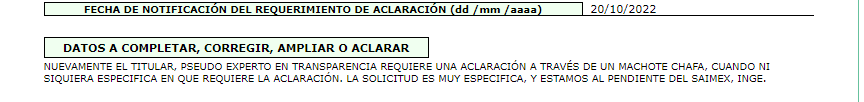 FECHA DE NOTIFICACIÓN DEL REQUERIMIENTO DE ACLARACIÓN (dd /mm /aaaa) 20/10/2022
DATOS A COMPLETAR, CORREGIR, AMPLIAR O ACLARAR
NUEVAMENTE EL TITULAR, PSEUDO EXPERTO EN TRANSPARENCIA REQUIERE UNA ACLARACIÓN A TRAVÉS DE UN MACHOTE CHAFA, CUANDO NI
SIQUIERA ESPECIFICA EN QUE REQUIERE LA ACLARACIÓN. LA SOLICITUD ES MUY ESPECIFICA, Y ESTAMOS AL PENDIENTE DEL SAIMEX, INGE.